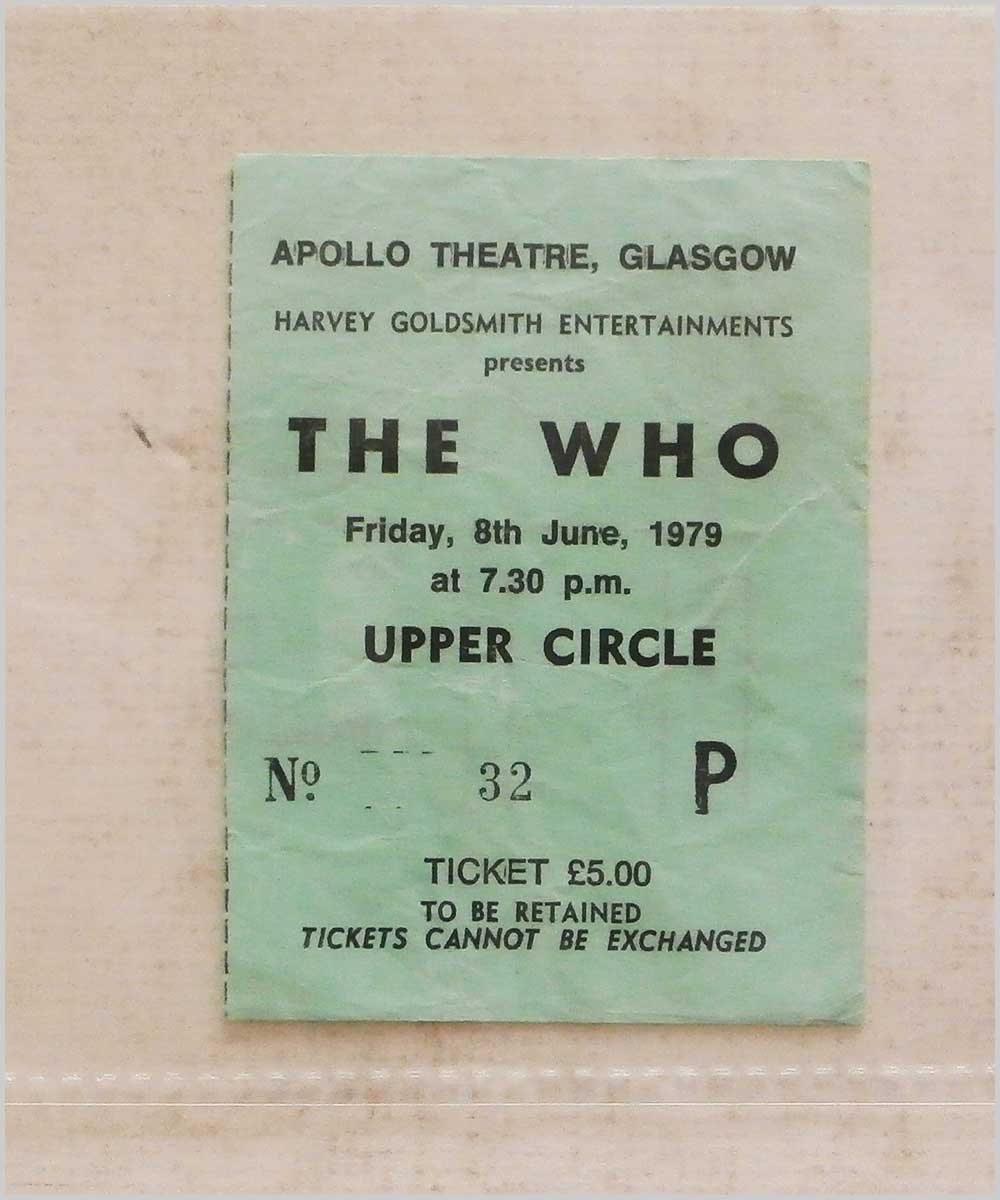 APOLLO THEATRE, GLASGOW
HARVEY GOLDSMITH ENTERTAINMENTS
presents
THE WHO
Friday, 8th June, 1979
at 7.30 p.m.
UPPER CIRCLE
Nº 32 P
TICKET £5.00
TO BE RETAINED
TICKETS CANNOT BE EXCHANGED